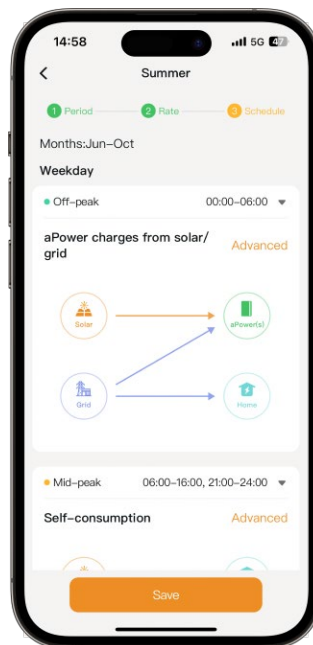 14:58
5G 47
Summer
1 Period 2 Rate 3 Schedule
Months:Jun-Oct
Weekday
Off-peak 00:00-06:00
aPower charges from solar/
grid
Advanced
Solar
aPower(s)
Grid
Home
Mid-peak 06:00-16:00, 21:00-24:00
Self-consumption Advanced
Save